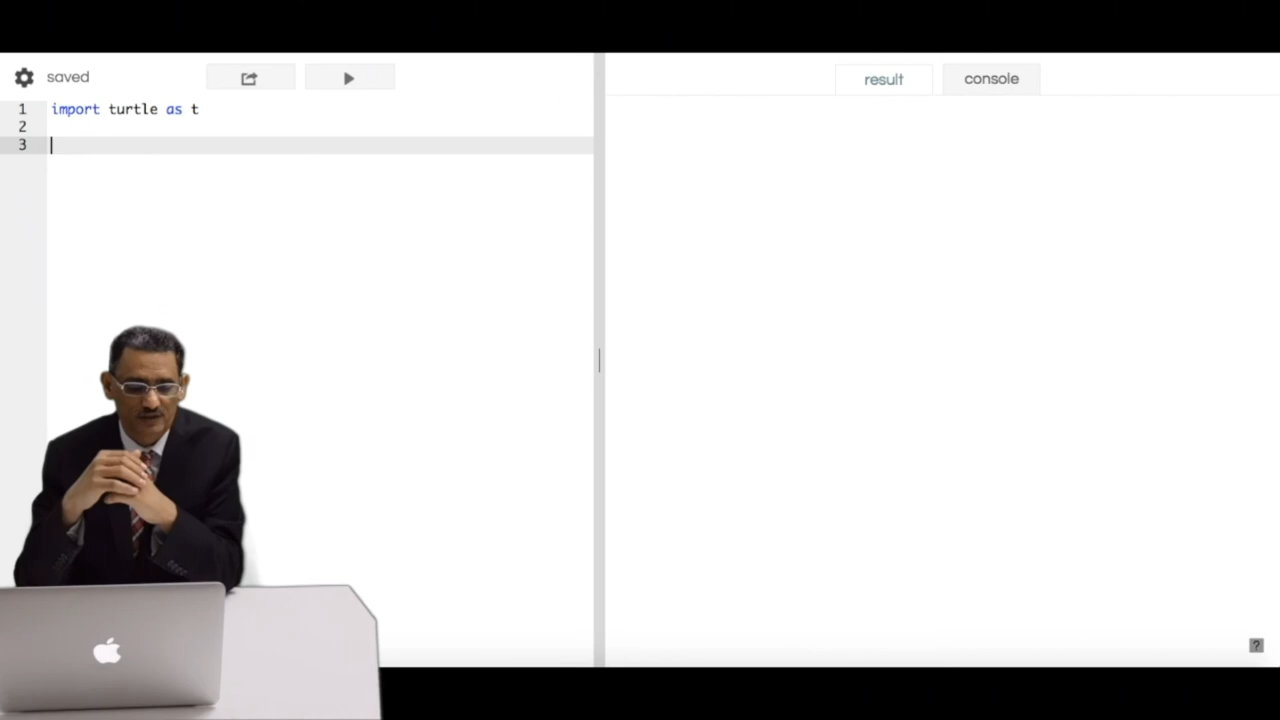 saved
result
console
1 import turtle as t
2
3
?